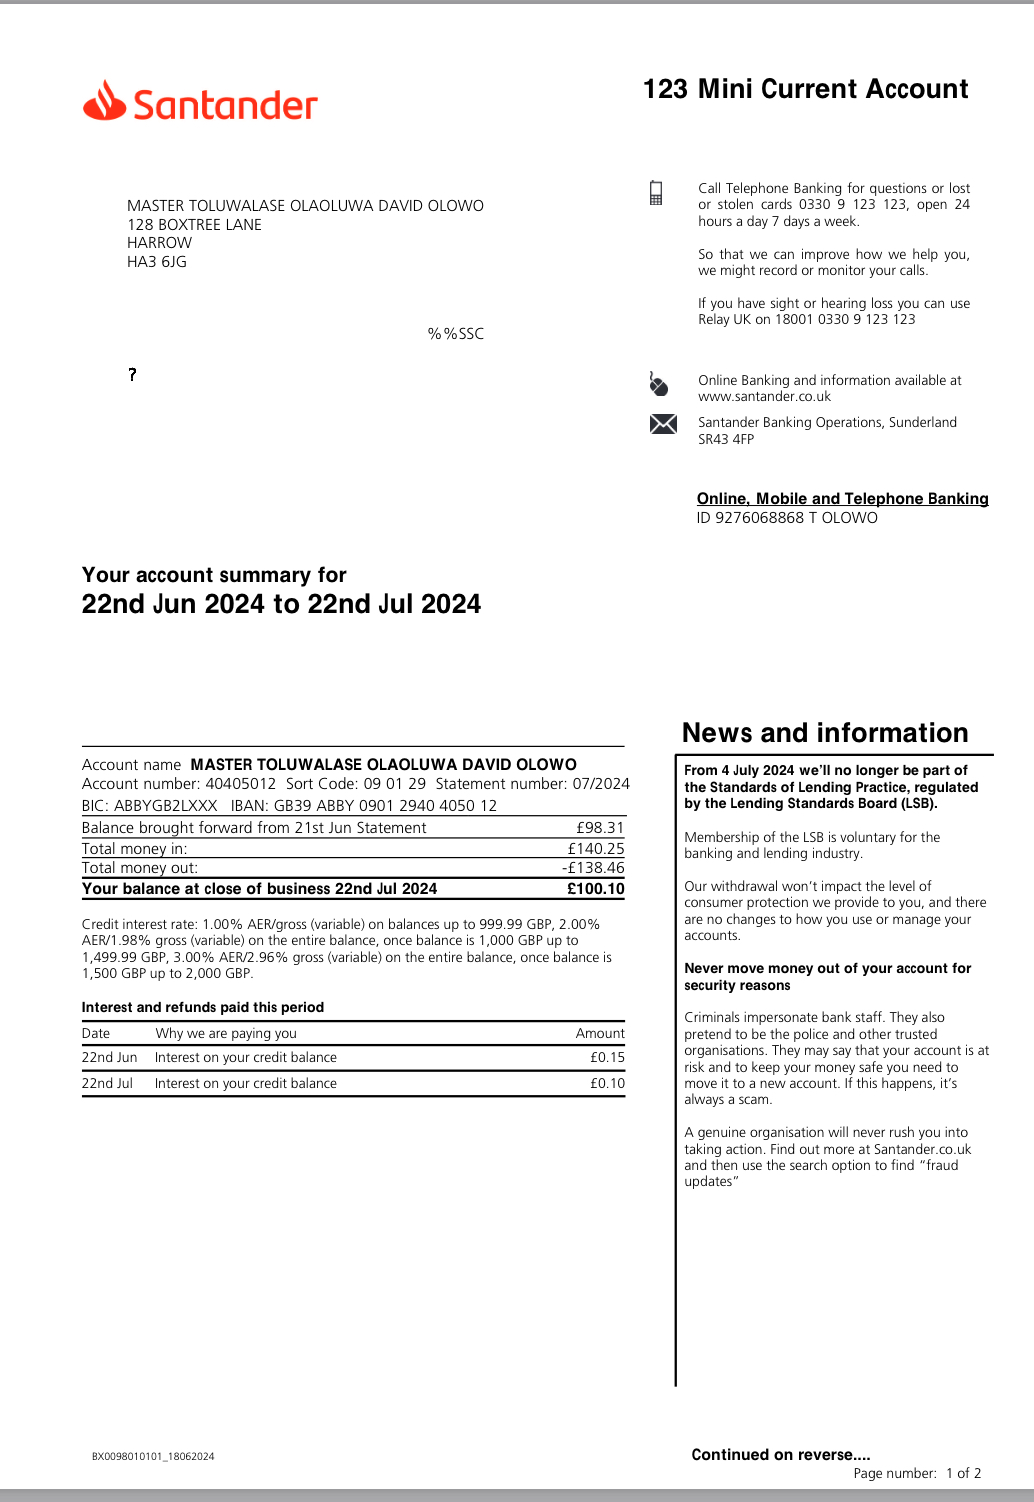 Santander
123 Mini Current Account
MASTER TOLUWALASE OLAOLUWA DAVID OLOWO
128 BOXTREE LANE
HARROW
HA3 6JG
%%SSC
?
Call Telephone Banking for questions or lost
or stolen cards 0330 9 123 123, open 24
hours a day 7 days a week.
So that we can improve how we help you,
we might record or monitor your calls.
If you have sight or hearing loss you can use
Relay UK on 18001 0330 9 123 123
Online Banking and information available at
www.santander.co.uk
Santander Banking Operations, Sunderland
SR43 4FP
Online, Mobile and Telephone Banking
ID 9276068868 T OLOWO
Your account summary for
22nd Jun 2024 to 22nd Jul 2024
Account name MASTER TOLUWALASE OLAOLUWA DAVID OLOWO
Account number: 40405012 Sort Code: 09 01 29 Statement number: 07/2024
BIC: ABBYGB2LXXX IBAN: GB39 ABBY 0901 2940 4050 12
Balance brought forward from 21st Jun Statement £98.31
Total money in: £140.25
Total money out: -£138.46
Your balance at close of business 22nd Jul 2024 £100.10
Credit interest rate: 1.00% AER/gross (variable) on balances up to 999.99 GBP, 2.00%
AER/1.98% gross (variable) on the entire balance, once balance is 1,000 GBP up to
1,499.99 GBP, 3.00% AER/2.96% gross (variable) on the entire balance, once balance is
1,500 GBP up to 2,000 GBP.
Interest and refunds paid this period
Date Why we are paying you Amount
22nd Jun Interest on your credit balance £0.15
22nd Jul Interest on your credit balance £0.10
News and information
From 4 July 2024 we'll no longer be part of
the Standards of Lending Practice, regulated
by the Lending Standards Board (LSB).
Membership of the LSB is voluntary for the
banking and lending industry.
Our withdrawal won't impact the level of
consumer protection we provide to you, and there
are no changes to how you use or manage your
accounts.
Never move money out of your account for
security reasons
Criminals impersonate bank staff. They also
pretend to be the police and other trusted
organisations. They may say that your account is at
risk and to keep your money safe you need to
move it to a new account. If this happens, it's
always a scam.
A genuine organisation will never rush you into
taking action. Find out more at Santander.co.uk
and then use the search option to find “fraud
updates”
BX0098010101_18062024
Continued on reverse....
Page number: 1 of 2